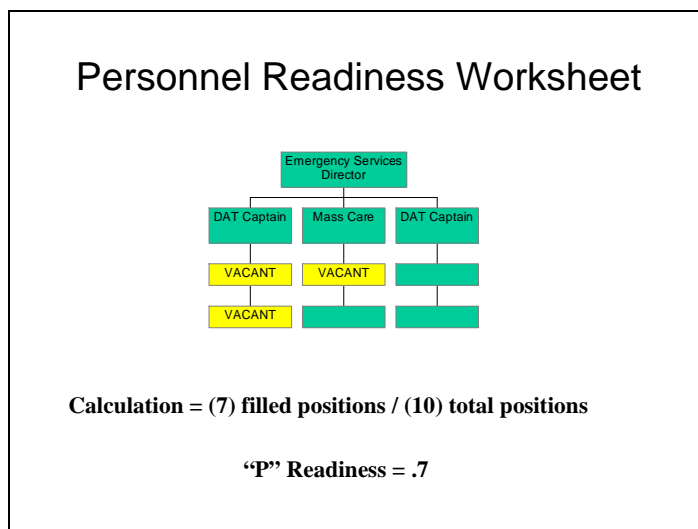 Personnel Readiness Worksheet
Emergency Services
Director
DAT Captain
Mass Care
DAT Captain
VACANT
VACANT
VACANT
Calculation = (7) filled positions / (10) total positions
“P” Readiness = .7